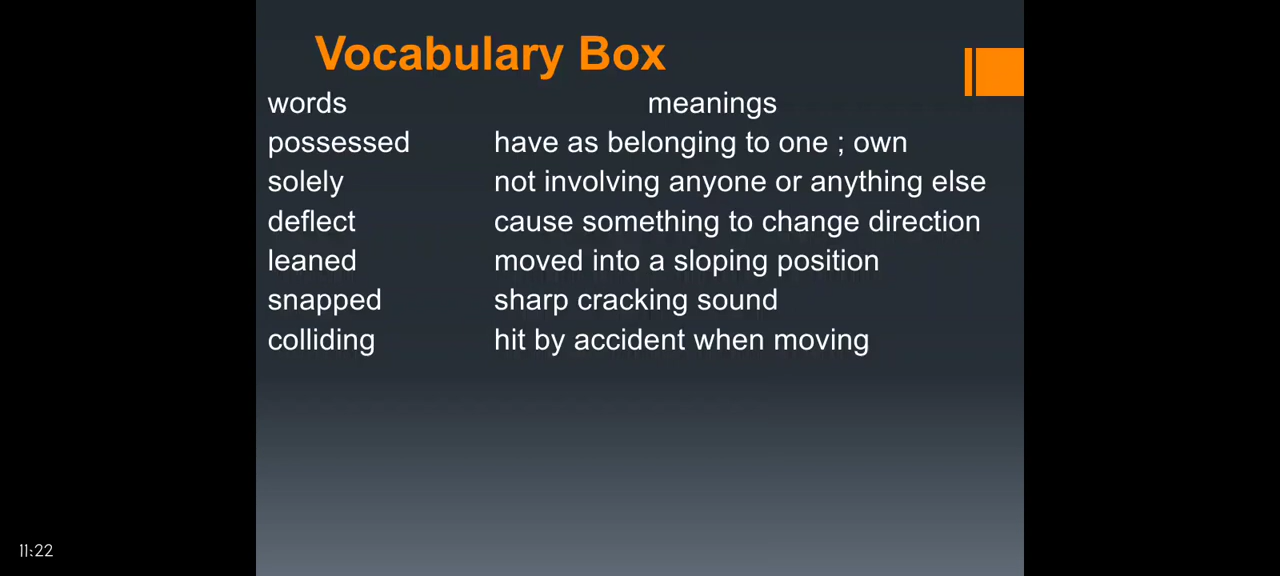 Vocabulary Box
words meanings
possessed have as belonging to one ; own
solely not involving anyone or anything else
deflect cause something to change direction
leaned moved into a sloping position
snapped sharp cracking sound
colliding hit by accident when moving
11:22